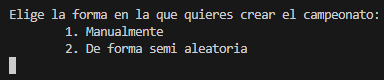 Elige la forma en la que quieres crear el campeonato:
1. Manualmente
2. De forma semi aleatoria